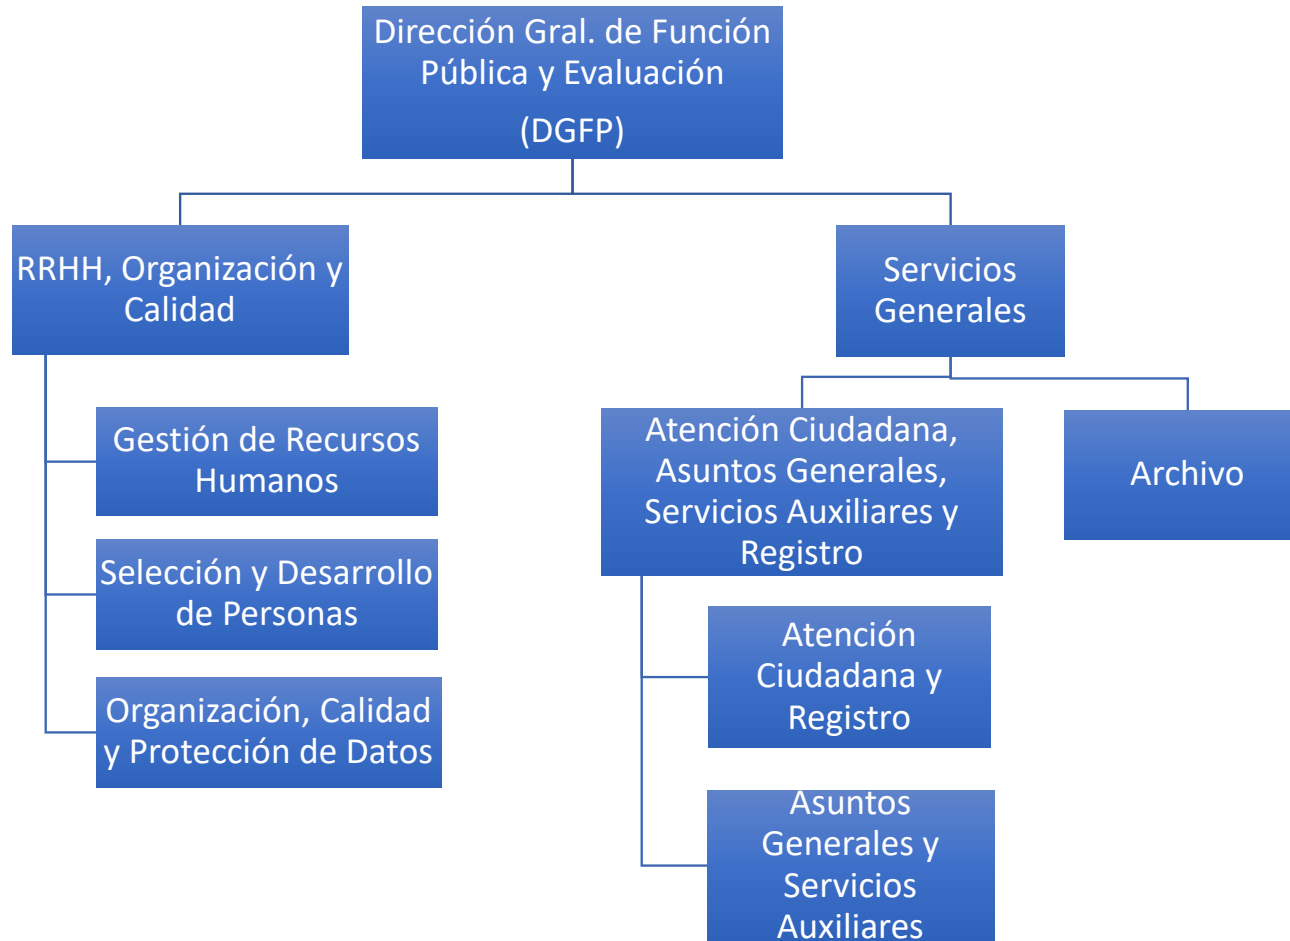 Dirección Gral. de Función
Pública y Evaluación
(DGFP)
RRHH, Organización y
Calidad
Servicios
Generales
Gestión de Recursos
Humanos
Selección y Desarrollo
de Personas
Organización, Calidad
y Protección de Datos
Atención Ciudadana,
Asuntos Generales,
Servicios Auxiliares y
Registro
Archivo
Atención
Ciudadana y
Registro
Asuntos
Generales y
Servicios
Auxiliares